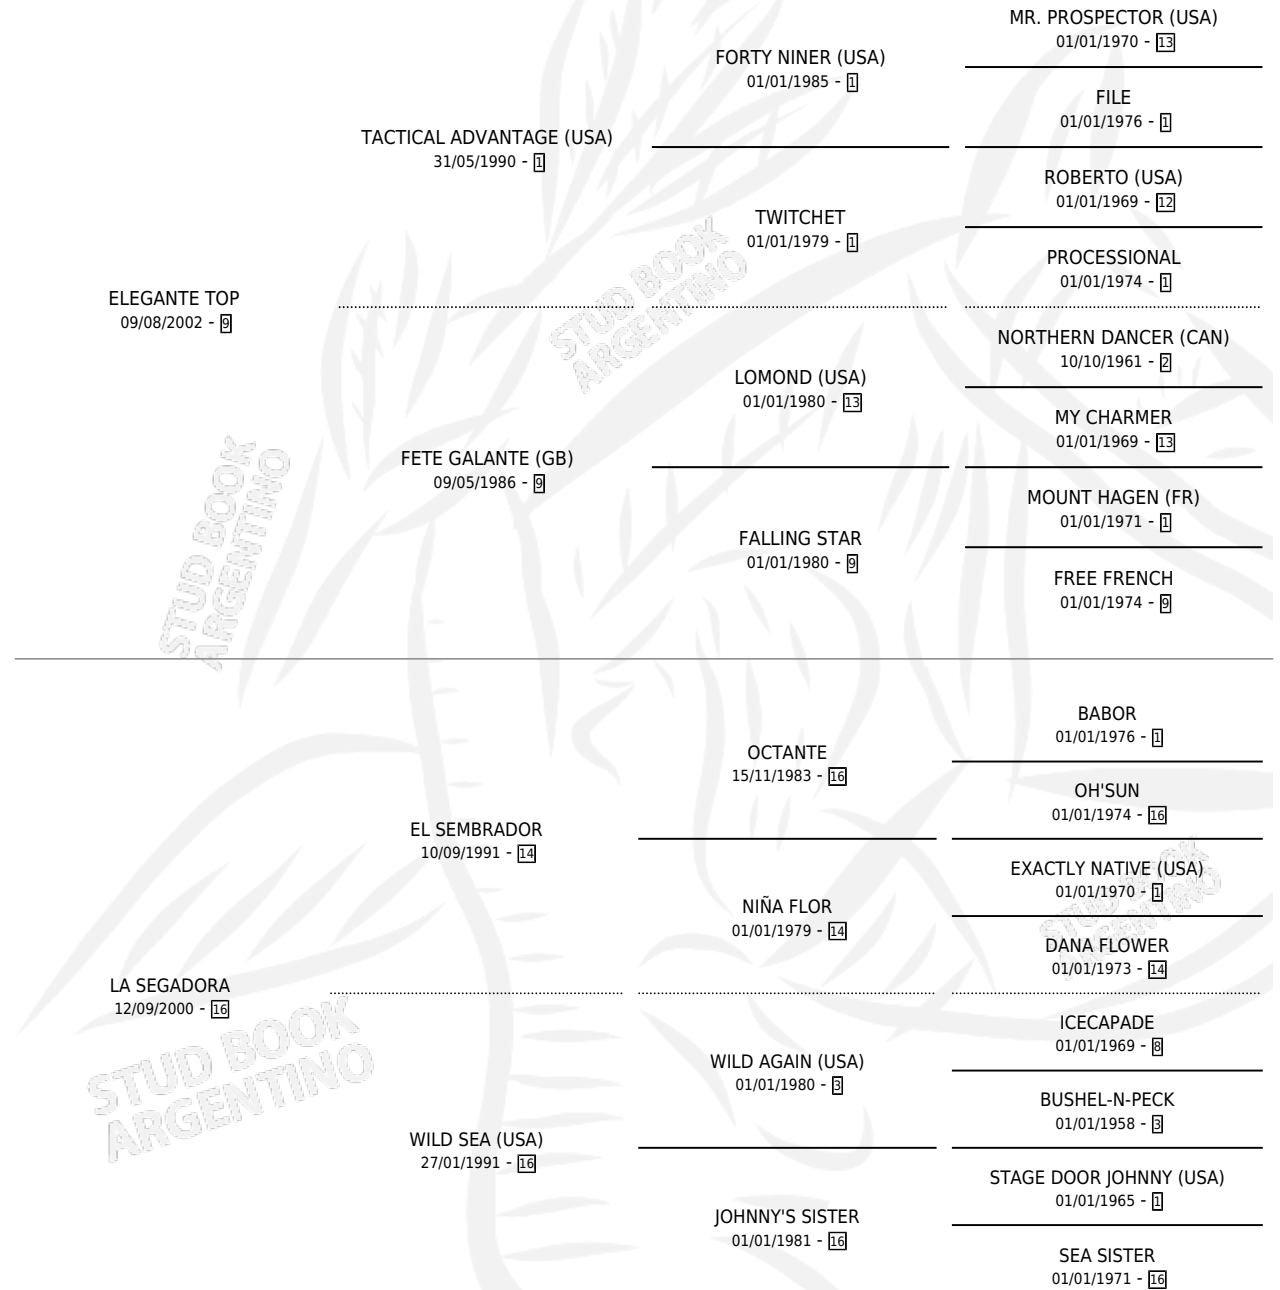 MR. PROSPECTOR (USA)
01/01/1970 - 13
FORTY NINER (USA)
01/01/1985 - 1
FILE
01/01/1976 - 1
TACTICAL ADVANTAGE (USA)
31/05/1990 - 1
ROBERTO (USA)
01/01/1969 - 12
TWITCHET
01/01/1979 - 1
PROCESSIONAL
01/01/1974 - 1
ELEGANTE TOP
09/08/2002 - 9
NORTHERN DANCER (CAN)
10/10/1961 - 2
LOMOND (USA)
01/01/1980 - 13
MY CHARMER
01/01/1969 - 13
FETE GALANTE (GB)
09/05/1986 - 9
MOUNT HAGEN (FR)
01/01/1971 - 1
FALLING STAR
01/01/1980 - 9
FREE FRENCH
01/01/1974 - 9
BABOR
01/01/1976 - 1
OCTANTE
15/11/1983 - 16
OH'SUN
01/01/1974 - 16
EL SEMBRADOR
10/09/1991 - 14
EXACTLY NATIVE (USA)
01/01/1970 - 1
NIÑA FLOR
01/01/1979 - 14
DANA FLOWER
01/01/1973 - 14
LA SEGADORA
12/09/2000 - 16
ICECAPADE
01/01/1969 - 8
WILD AGAIN (USA)
01/01/1980 - 3
BUSHEL-N-PECK
01/01/1958 - 3
WILD SEA (USA)
27/01/1991 - 16
STAGE DOOR JOHNNY (USA)
01/01/1965 - 1
JOHNNY'S SISTER
01/01/1981 - 16
SEA SISTER
01/01/1971 - 16
STUD BOOK
ARGENTINO
STUD BOOK
ARGENTINO
STUD BOOK
ARGENTINO
STUD BOOK
ARGENTINO